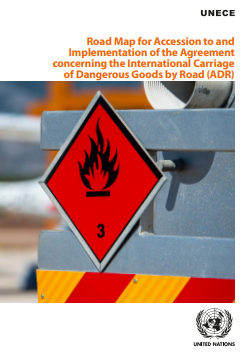 UNECE
Road Map for Accession to and
Implementation of the Agreement
concerning the International Carriage
of Dangerous Goods by Road (ADR)
3
UNITED NATIONS